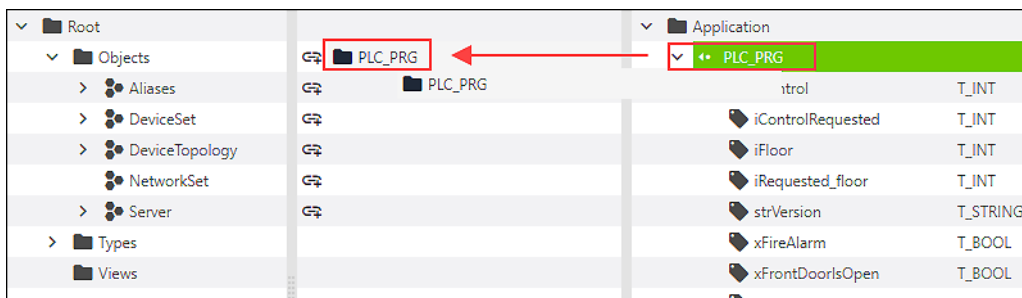 Root
Application
Objects
PLC_PRG
PLC_PRG
PLC_PRG
Aliases
ntrol T_INT
DeviceSet
iControlRequested T_INT
DeviceTopology
iFloor T_INT
NetworkSet
iRequested_floor T_INT
Server
strVersion T_STRING
Types
xFireAlarm T_BOOL
Views
xFrontDoorIsOpen T_BOOL